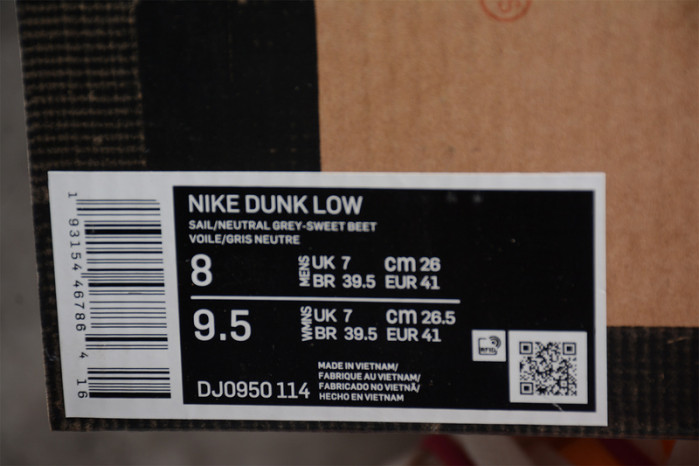 NIKE DUNK LOW
SAIL/NEUTRAL GREY-SWEET BEET
VOILE/GRIS NEUTRE
8 MENS UK 7 cm 26
BR 39.5 EUR 41
9.5 WMNS UK 7 cm 26.5
BR 39.5 EUR 41
MADE IN VIETNAM/
FABRIQUE AU VIETNAM/
FABRICADO NO VIETNÃ/
HECHO EN VIETNAM
DJ0950 114
RFID
1 93154 46786 4 16